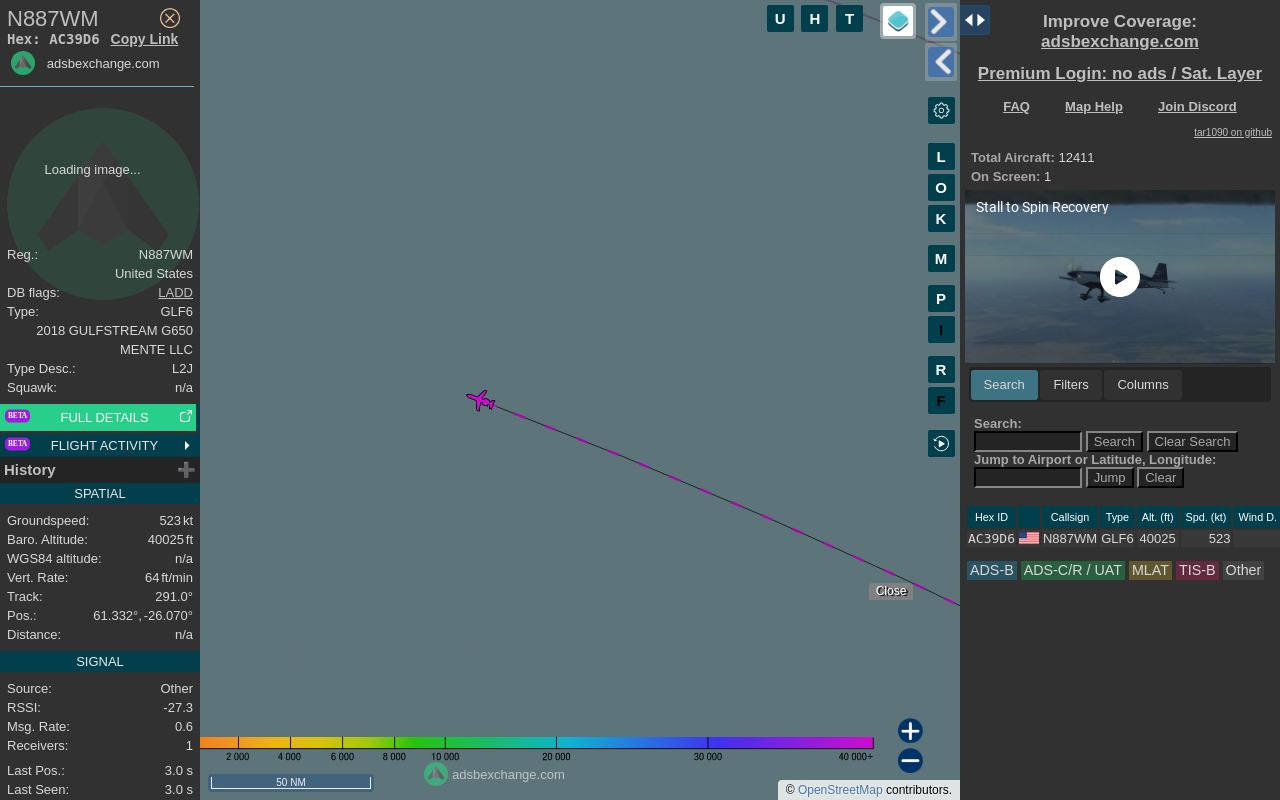 N887WM
Hex: AC39D6 Copy Link
adsbexchange.com
Loading image...
Reg.: N887WM
United States
DB flags: LADD
Type: GLF6
2018 GULFSTREAM G650
MENTE LLC
Type Desc.: L2J
Squawk: n/a
BETA FULL DETAILS
BETA FLIGHT ACTIVITY
History
SPATIAL
Groundspeed: 523 kt
Baro. Altitude: 40025 ft
WGS84 altitude: n/a
Vert. Rate: 64 ft/min
Track: 291.0°
Pos.: 61.332°, -26.070°
Distance: n/a
SIGNAL
Source: Other
RSSI: -27.3
Msg. Rate: 0.6
Receivers: 1
Last Pos.: 3.0 s
Last Seen: 3.0 s
U H T
L
O
K
M
P
I
R
F
Close
2 000 4 000 6 000 8 000 10 000 20 000 30 000 40 000+
adsbexchange.com
50 NM
© OpenStreetMap contributors.
Improve Coverage:
adsbexchange.com
Premium Login: no ads / Sat. Layer
FAQ Map Help Join Discord
tar1090 on github
Total Aircraft: 12411
On Screen: 1
Stall to Spin Recovery
Search Filters Columns
Search:
Search Clear Search
Jump to Airport or Latitude, Longitude:
Jump Clear
Hex ID Callsign Type Alt. (ft) Spd. (kt) Wind D.
AC39D6 N887WM GLF6 40025 523
ADS-B ADS-C/R / UAT MLAT TIS-B Other